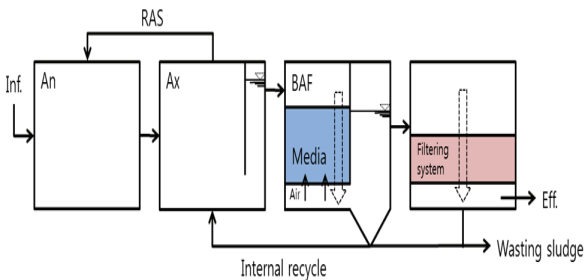 RAS
Inf.
An
Ax
BAF
Media
Air
Filtering
system
Eff.
Internal recycle
Wasting sludge